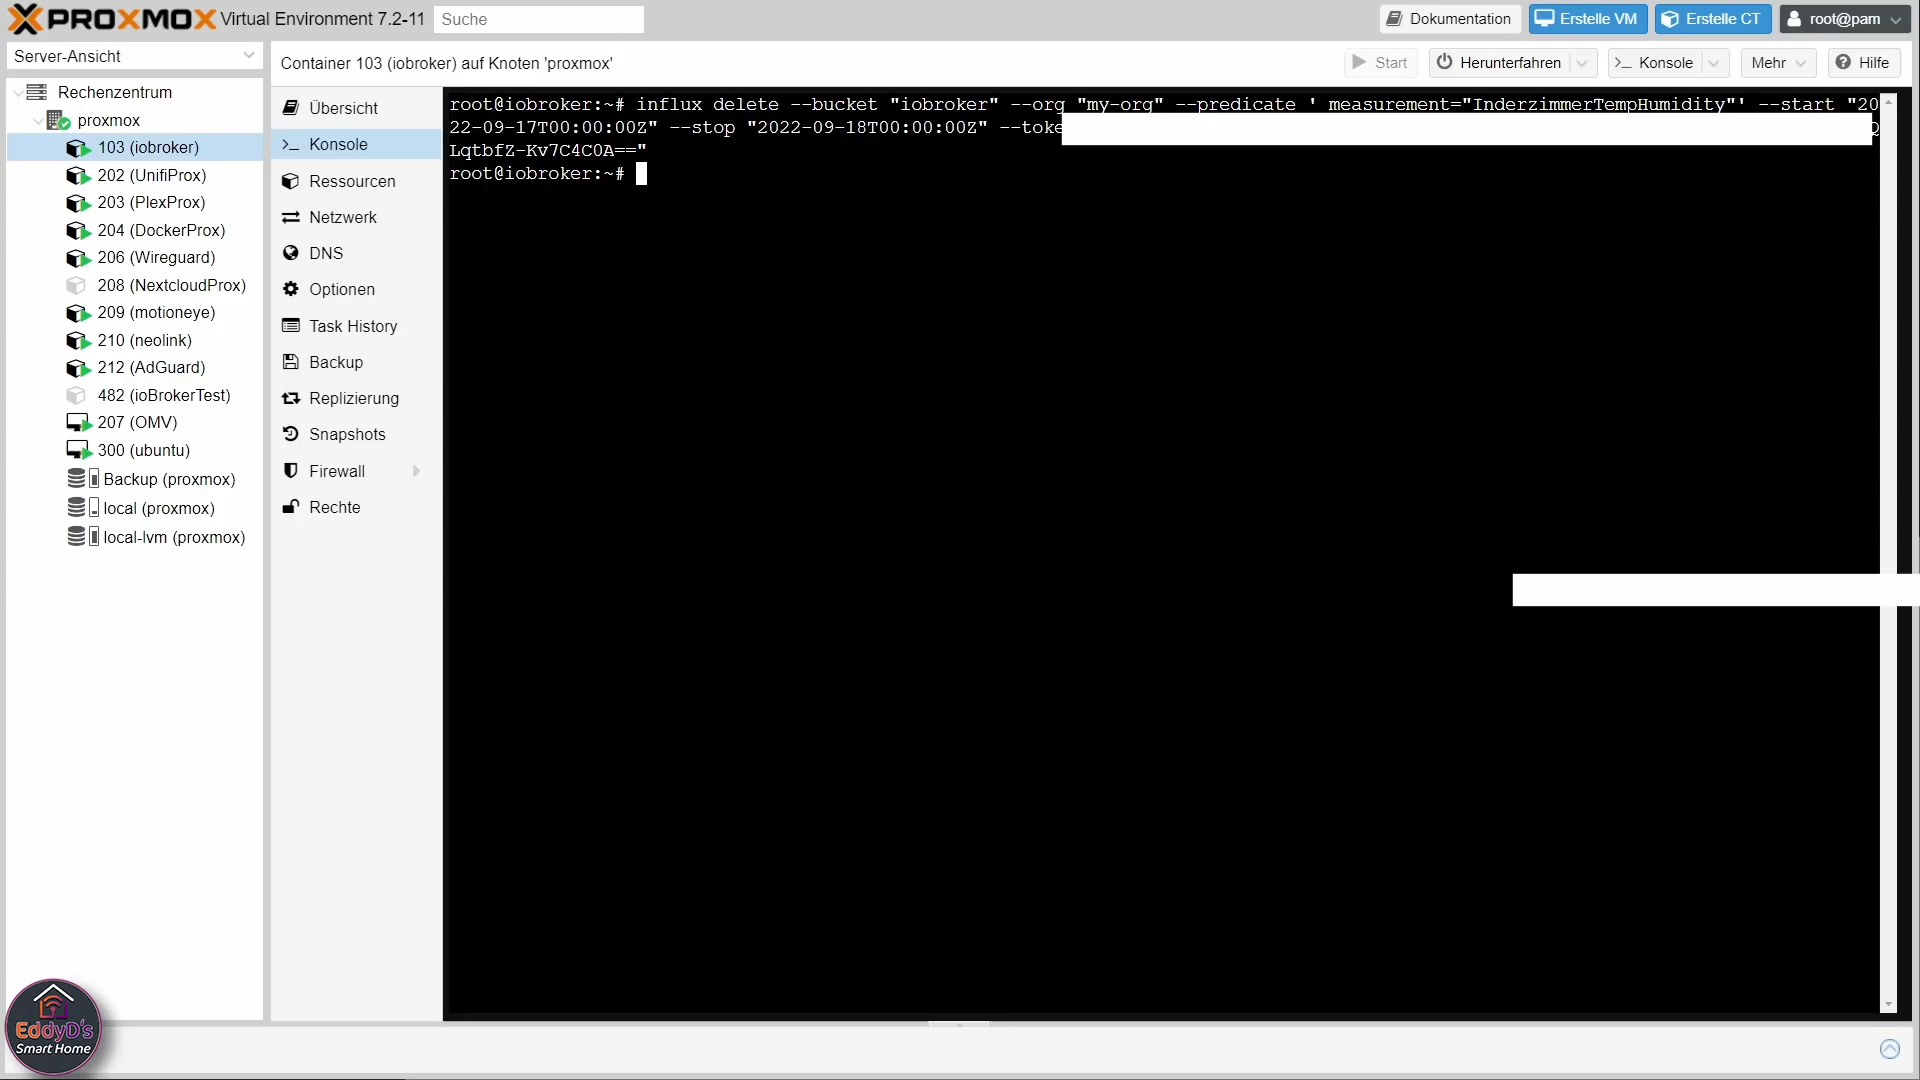 PROXMOX Virtual Environment 7.2-11 Suche Dokumentation Erstelle VM Erstelle CT root@pam
Server-Ansicht
Container 103 (iobroker) auf Knoten 'proxmox' Start Herunterfahren Konsole Mehr Hilfe
Rechenzentrum
proxmox
103 (iobroker)
202 (UnifiProx)
203 (PlexProx)
204 (DockerProx)
206 (Wireguard)
208 (NextcloudProx)
209 (motioneye)
210 (neolink)
212 (AdGuard)
482 (ioBrokerTest)
207 (OMV)
300 (ubuntu)
Backup (proxmox)
local (proxmox)
local-lvm (proxmox)
Übersicht
Konsole
Ressourcen
Netzwerk
DNS
Optionen
Task History
Backup
Replizierung
Snapshots
Firewall
Rechte
root@iobroker:~# influx delete --bucket "iobroker" --org "my-org" --predicate ' measurement="InderzimmerTempHumidity"' --start "20
22-09-17T00:00:00Z" --stop "2022-09-18T00:00:00Z" --toke
LqtbfZ-Kv7C4C0A=="
root@iobroker:~#
EddyD's
Smart Home